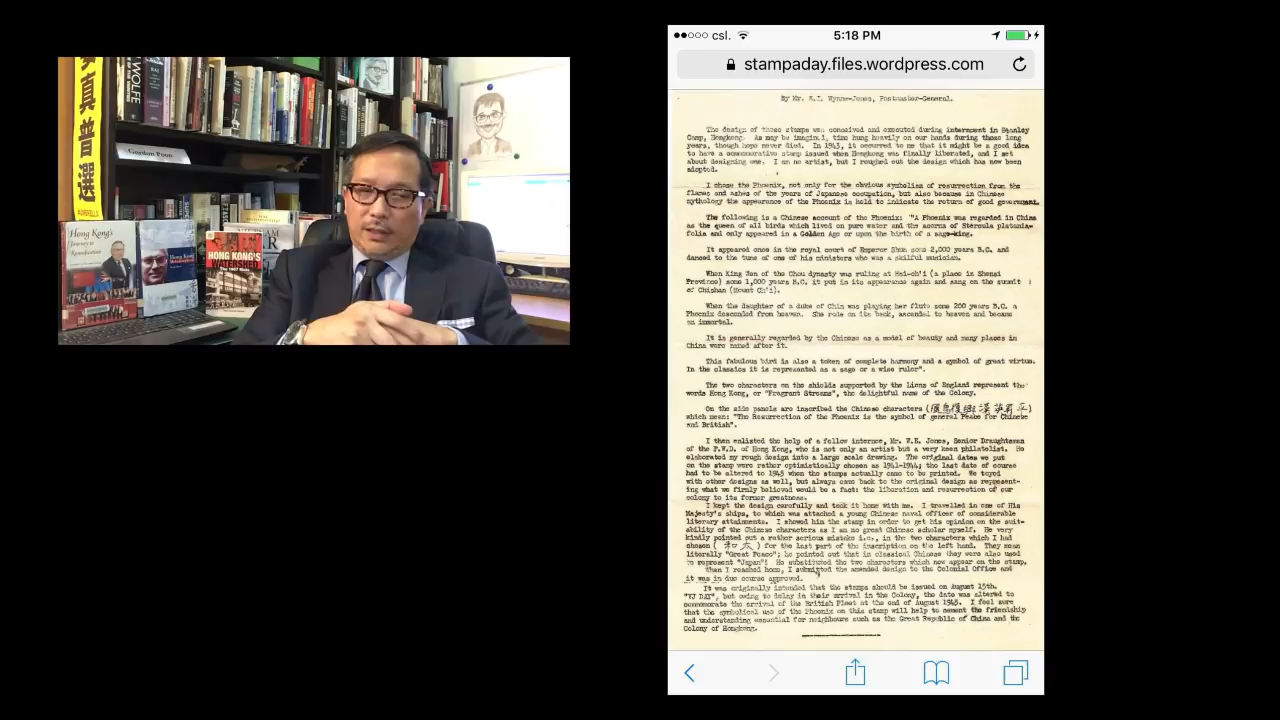 真普選
WOLFE
Gordon Poon
Hong Kong's
Journey to
Reunification
Hong Kong
HONG KONG'S
WATERSHED
The 1967 Riots
csl.
5:18 PM
stampaday.files.wordpress.com
By Mr. E.I. Wynne-Jones, Postmaster-General.
The design of these stamps was conceived and executed during internment in Stanley
Camp, Hongkong. As may be imagined, time hung heavily on our hands during those long
years, though hope never died. In 1943, it occurred to me that it might be a good idea
to have a commemorative stamp issued when Hongkong was finally liberated, and I set
about designing one. I am no artist, but I roughed out the design which has now been
adopted.
I chose the Phoenix, not only for the obvious symbolism of resurrection from the
flames and ashes of the years of Japanese occupation, but also because in Chinese
mythology the appearance of the Phoenix is held to indicate the return of good government.
The following is a Chinese account of the Phoenix: "A Phoenix was regarded in China
as the queen of all birds which lived on pure water and the acorns of Sterculia platani-
folia and only appeared in a Golden Age or upon the birth of a sage-king.
It appeared once in the royal court of Emperor Shun some 2,000 years B.C. and
danced to the tune of one of his ministers who was a skilful musician.
When King Wen of the Chou dynasty was ruling at Hsi-ch'i (a place in Shensi
Province) some 1,000 years B.C. it put in its appearance again and sang on the summit
of Chishan (Mount Ch'i).
When the daughter of a duke of Chin was playing her flute some 200 years B.C. a
Phoenix descended from heaven. She rode on its back, ascended to heaven and became
an immortal.
It is generally regarded by the Chinese as a model of beauty and many places in
China were named after it.
This fabulous bird is also a token of complete harmony and a symbol of great virtue.
In the classics it is represented as a sage or a wise ruler".
The two characters on the shields supported by the lions of England represent the
words Hong Kong, or "Fragrant Streams", the delightful name of the Colony.
On the side panels are inscribed the Chinese characters (鳳鳥復興漢英昇平)
which mean: "The Resurrection of the Phoenix is the symbol of general Peace for Chinese
and British".
I then enlisted the help of a fellow internee, Mr. W.E. Jones, Senior Draughtsman
of the P.W.D. of Hong Kong, who is not only an artist but a very keen philatelist. He
elaborated my rough design into a large scale drawing. The original dates we put
on the stamp were rather optimistically chosen as 1941-1944; the last date of course
had to be altered to 1945 when the stamps actually came to be printed. We toyed
with other designs as well, but always came back to the original design as represent-
ing what we firmly believed would be a fact: the liberation and resurrection of our
colony to its former greatness.
I kept the design carefully and took it home with me. I travelled in one of His
Majesty's ships, to which was attached a young Chinese naval officer of considerable
literary attainments. I showed him the stamp in order to get his opinion on the suit-
ability of the Chinese characters as I am no great Chinese scholar myself. He very
kindly pointed out a rather serious mistake i.e., in the two characters which I had
chosen ( ) for the last part of the inscription on the left hand. They mean
literally "Great Peace"; he pointed out that in classical Chinese they were also used
to represent "Japan"! He substituted the two characters which now appear on the stamp.
When I reached home, I submitted the amended design to the Colonial Office and
it was in due course approved.
It was originally intended that the stamps should be issued on August 15th.
"VJ DAY", but owing to delay in their arrival in the Colony, the date was altered to
commemorate the arrival of the British Fleet at the end of August 1945. I feel sure
that the symbolical use of the Phoenix on this stamp will help to cement the friendship
and understanding essential for neighbours such as the Great Republic of China and the
Colony of Hongkong.